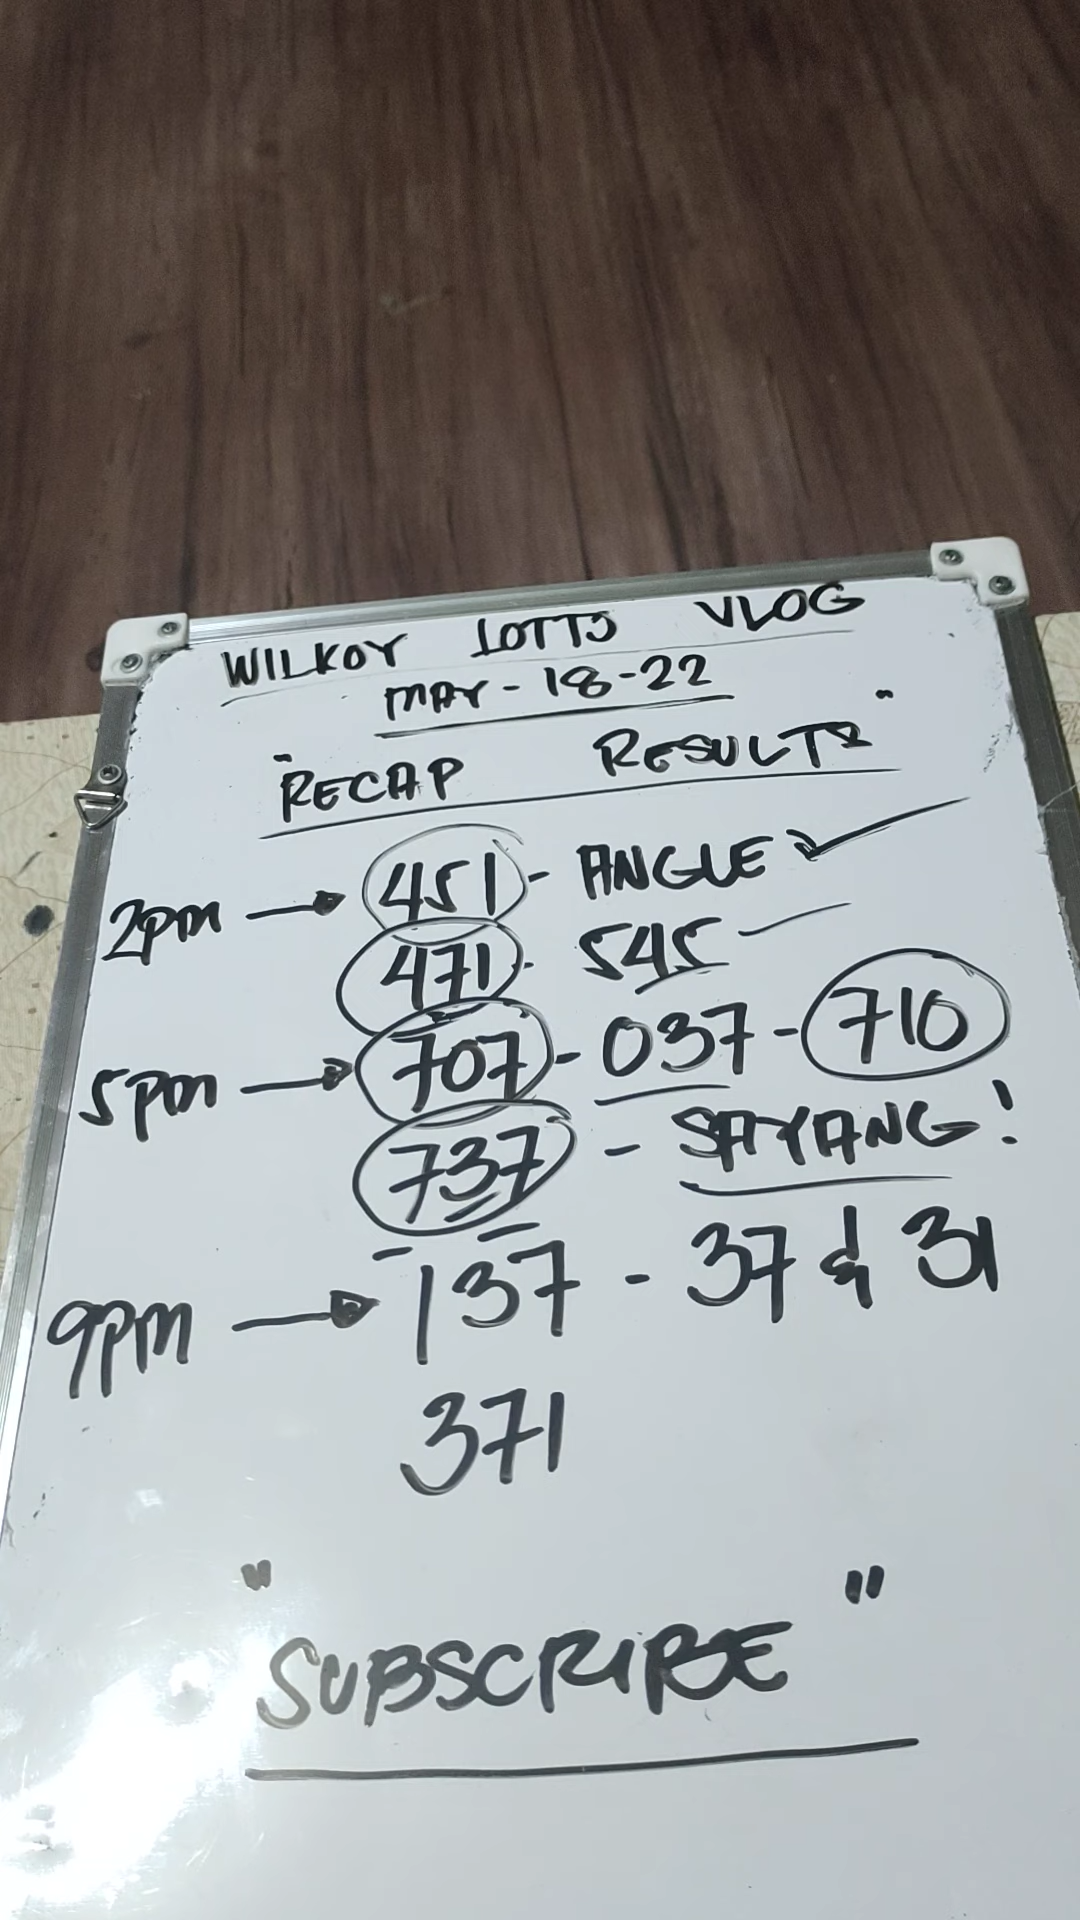 WILKOY LOTTO VLOG
MAY-18-22
"RECAP RESULTS"
2pm → 451 - ANGLE ✓
471 - 545
5pm → 707 - 037 - 710
737 - SAYANG!
9pm → 137 - 37 & 31
371
"SUBSCRIBE"